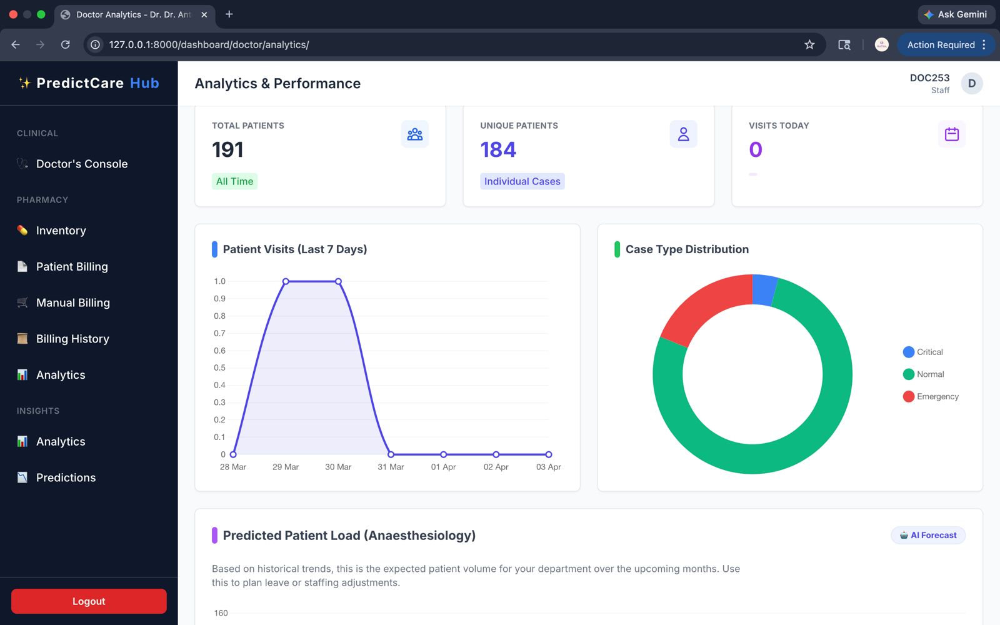 Doctor Analytics - Dr. Dr. Ant
Ask Gemini
127.0.0.1:8000/dashboard/doctor/analytics/
Action Required
PredictCare Hub
Analytics & Performance
DOC253
Staff
D
CLINICAL
Doctor's Console
PHARMACY
Inventory
Patient Billing
Manual Billing
Billing History
Analytics
INSIGHTS
Analytics
Predictions
Logout
TOTAL PATIENTS
191
All Time
UNIQUE PATIENTS
184
Individual Cases
VISITS TODAY
0
Patient Visits (Last 7 Days)
1.0
0.9
0.8
0.7
0.6
0.5
0.4
0.3
0.2
0.1
0
28 Mar 29 Mar 30 Mar 31 Mar 01 Apr 02 Apr 03 Apr
Case Type Distribution
Critical
Normal
Emergency
Predicted Patient Load (Anaesthesiology)
AI Forecast
Based on historical trends, this is the expected patient volume for your department over the upcoming months. Use
this to plan leave or staffing adjustments.
160